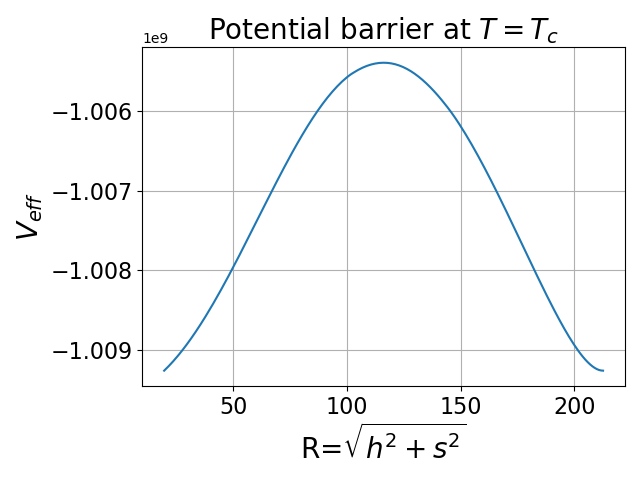 Potential barrier at $T = T_c$
1e9
−1.006
−1.007
−1.008
−1.009
$V_{eff}$
50 100 150 200
R=$\sqrt{h^2 + s^2}$